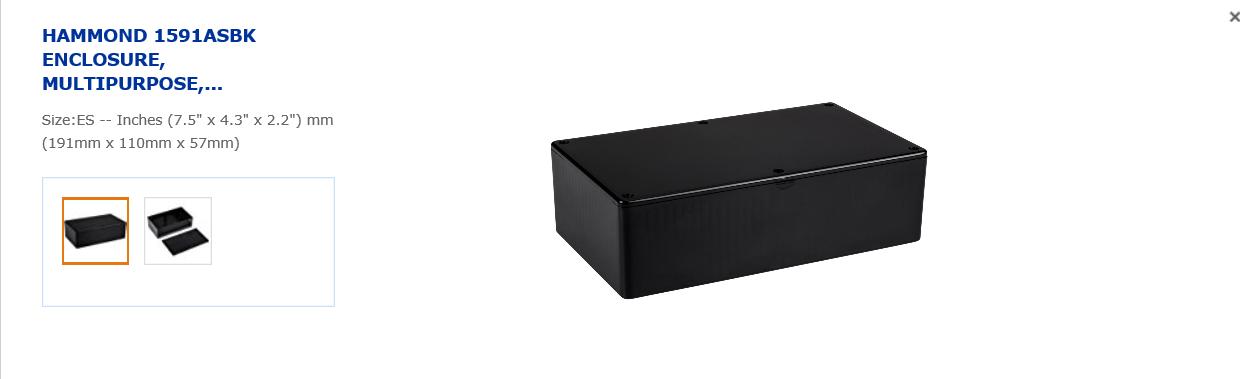 HAMMOND 1591ASBK
ENCLOSURE,
MULTIPURPOSE,...
Size:ES -- Inches (7.5" x 4.3" x 2.2") mm
(191mm x 110mm x 57mm)